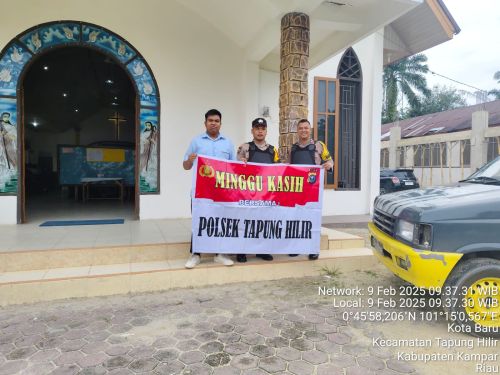 MINGGU KASIH
BERSAMA
POLSEK TAPUNG HILIR
Network: 9 Feb 2025 09.37.31 WIB
Local: 9 Feb 2025 09.37.30 WIB
0°45'58,206"N 101°15'0,567"E
Kota Baru
Kecamatan Tapung Hilir
Kabupaten Kampar
Riau